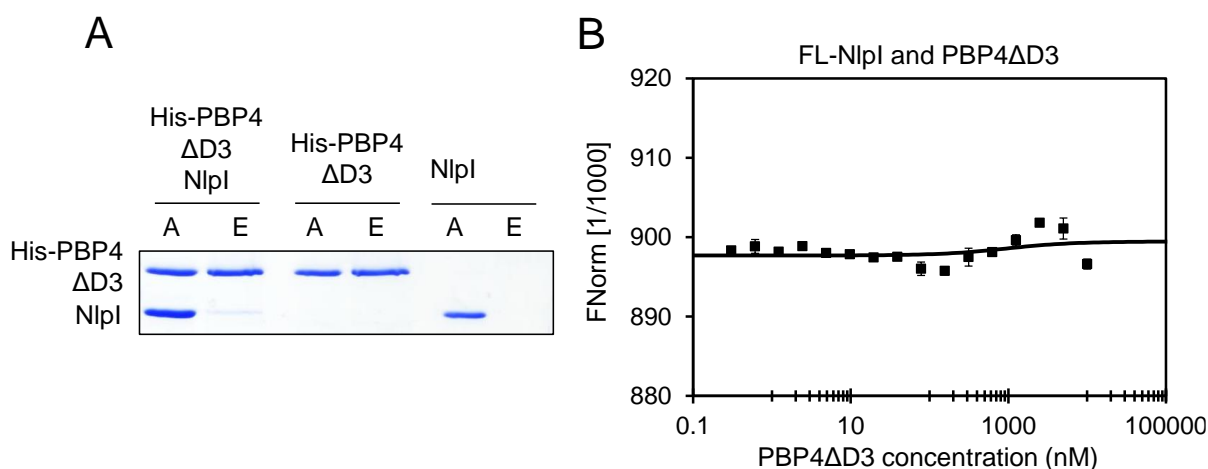 A
His-PBP4
ΔD3
NlpI
His-PBP4
ΔD3
NlpI
A E A E A E
His-PBP4
ΔD3
NlpI
B
FL-NlpI and PBP4ΔD3
FNorm [1/1000]
920
910
900
890
880
0.1 10 1000 100000
PBP4ΔD3 concentration (nM)